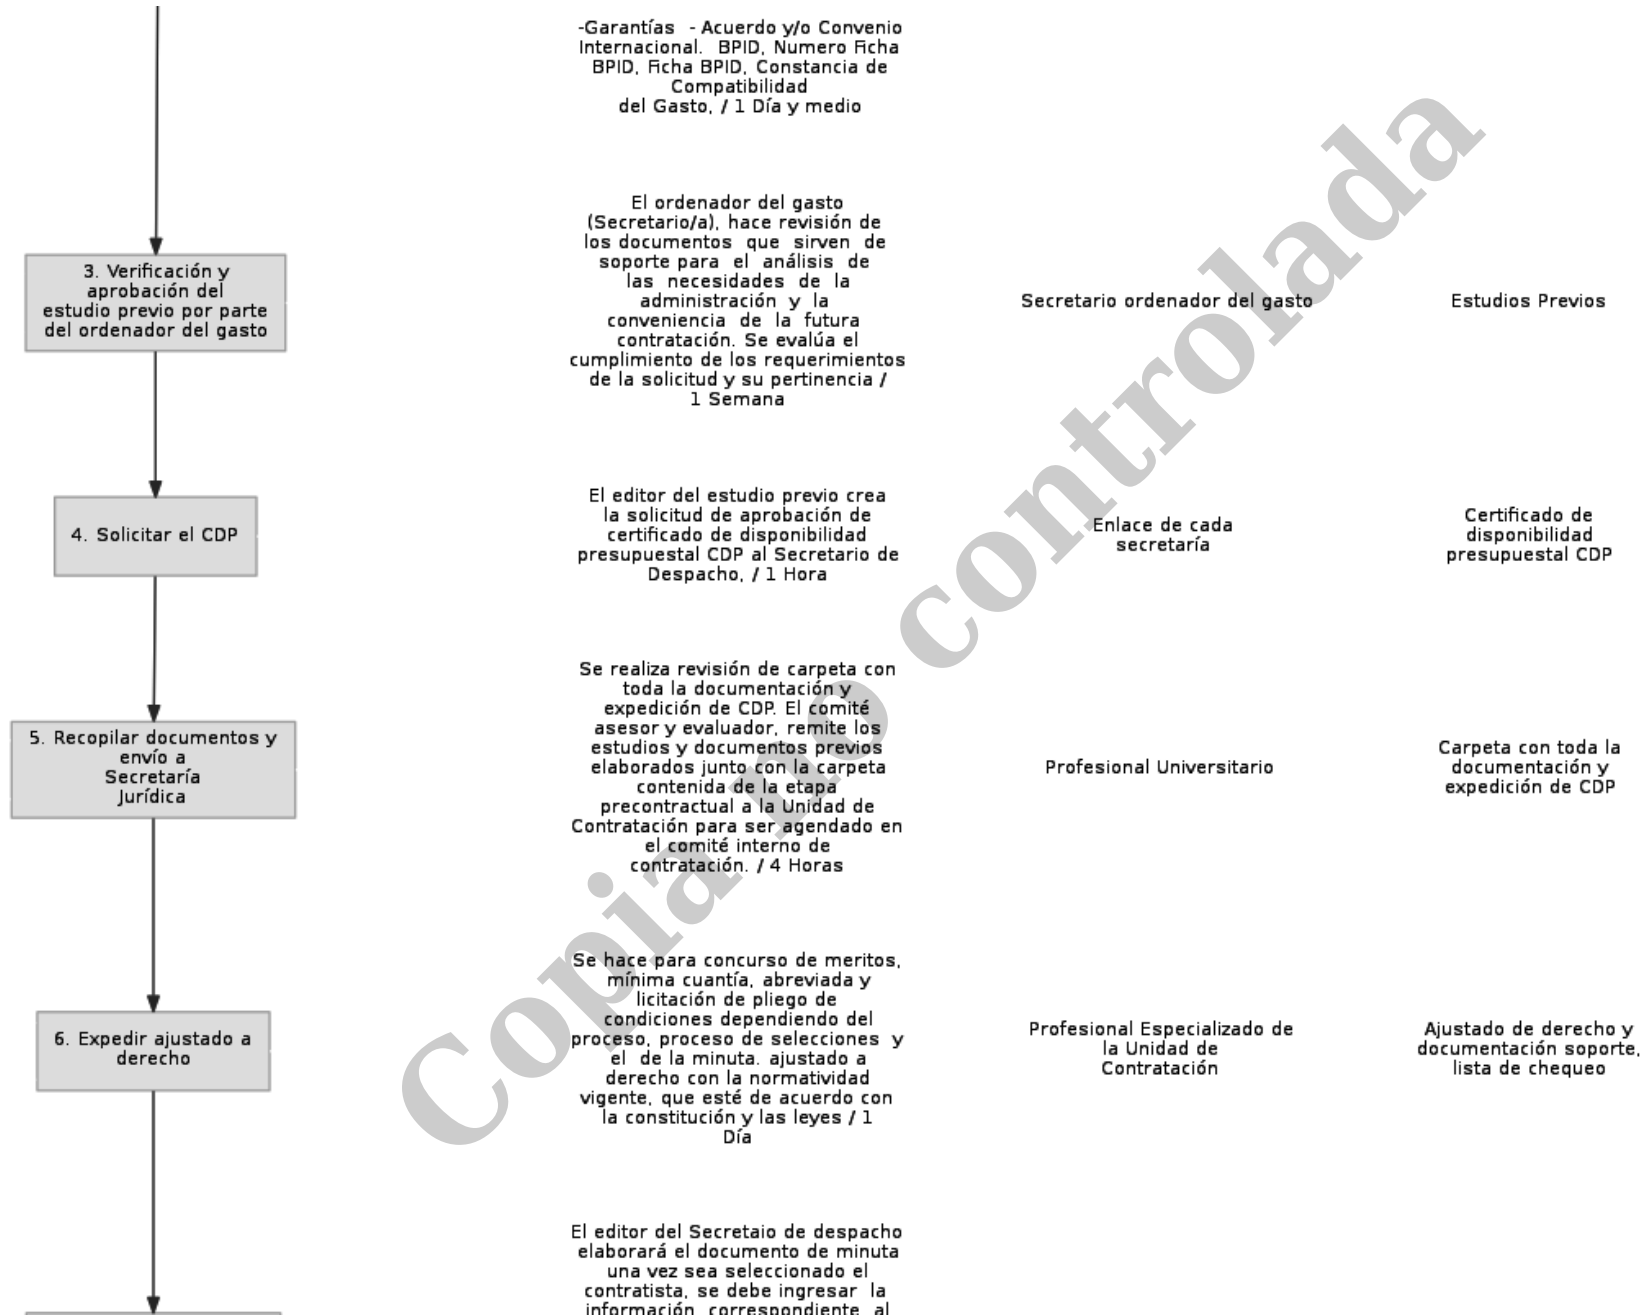 -Garantías  - Acuerdo y/o Convenio
Internacional.  BPID, Numero Ficha
BPID, Ficha BPID, Constancia de
Compatibilidad
del Gasto, / 1 Día y medio
3. Verificación y
aprobación del
estudio previo por parte
del ordenador del gasto
El ordenador del gasto
(Secretario/a), hace revisión de
los documentos  que  sirven  de
soporte para  el  análisis  de
las  necesidades  de  la
administración  y  la
conveniencia  de  la  futura
contratación. Se evalúa el
cumplimiento de los requerimientos
de la solicitud y su pertinencia /
1 Semana
Secretario ordenador del gasto
Estudios Previos
4. Solicitar el CDP
El editor del estudio previo crea
la solicitud de aprobación de
certificado de disponibilidad
presupuestal CDP al Secretario de
Despacho, / 1 Hora
Enlace de cada
secretaría
Certificado de
disponibilidad
presupuestal CDP
5. Recopilar documentos y
envío a
Secretaría
Jurídica
Se realiza revisión de carpeta con
toda la documentación y
expedición de CDP. El comité
asesor y evaluador, remite los
estudios y documentos previos
elaborados junto con la carpeta
contenida de la etapa
precontractual a la Unidad de
Contratación para ser agendado en
el comité interno de
contratación. / 4 Horas
Profesional Universitario
Carpeta con toda la
documentación y
expedición de CDP
6. Expedir ajustado a
derecho
Se hace para concurso de meritos,
mínima cuantía, abreviada y
licitación de pliego de
condiciones dependiendo del
proceso, proceso de selecciones  y
el  de la minuta. ajustado a
derecho con la normatividad
vigente, que esté de acuerdo con
la constitución y las leyes / 1
Día
Profesional Especializado de
la Unidad de
Contratación
Ajustado de derecho y
documentación soporte,
lista de chequeo
El editor del Secretaio de despacho
elaborará el documento de minuta
una vez sea seleccionado el
contratista, se debe ingresar  la
información  correspondiente  al
Copia no controlada